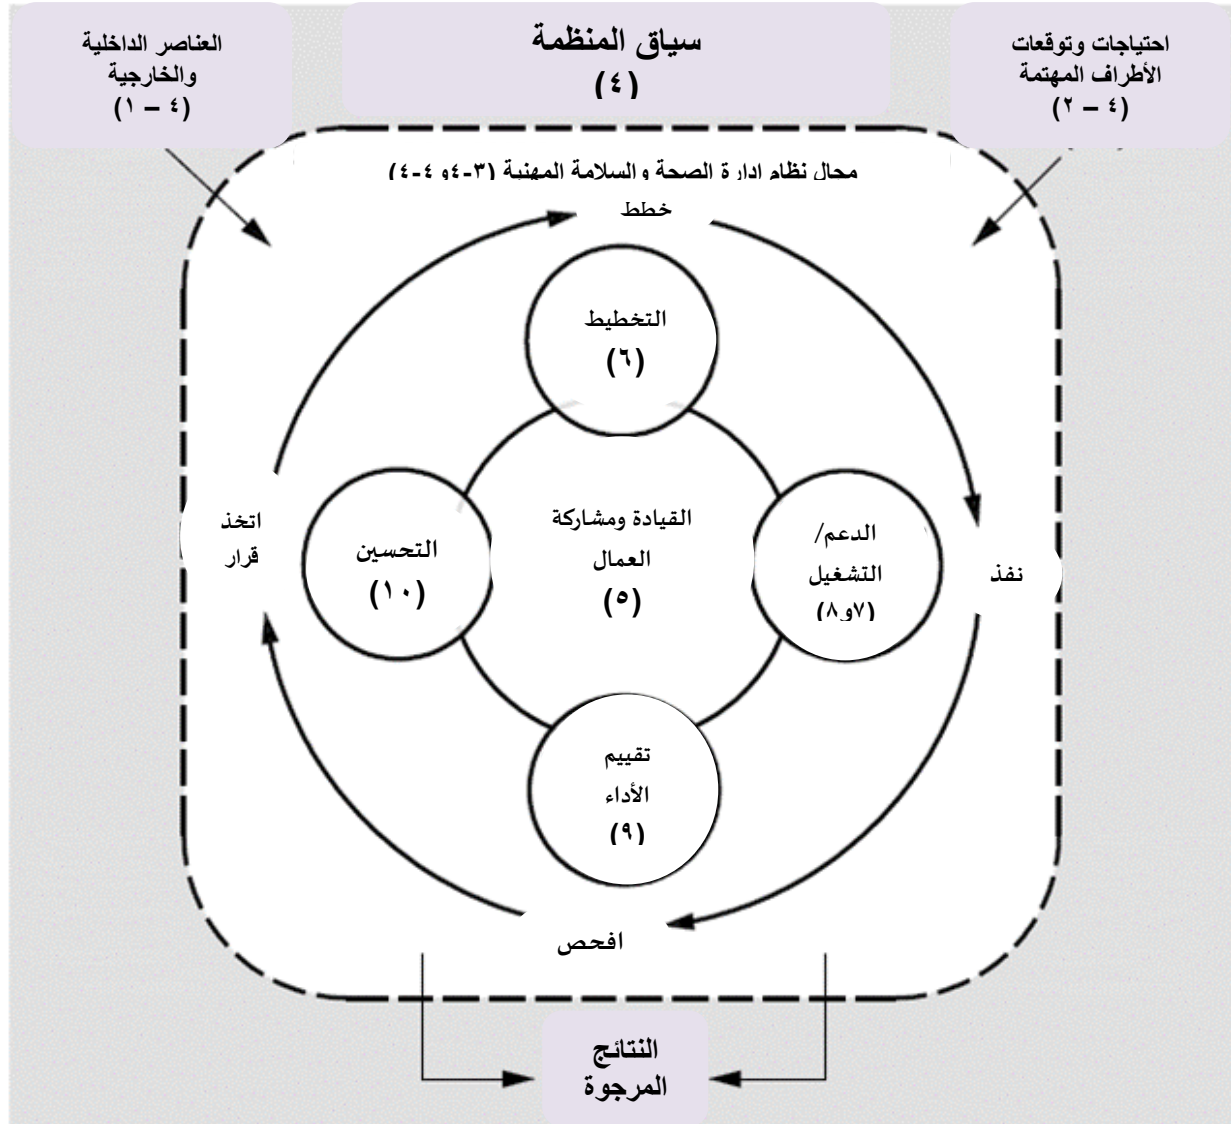 سياق المنظمة
(٤)
احتياجات وتوقعات
الأطراف المهتمة
(٤ – ٢)
العناصر الداخلية
والخارجية
(٤ – ١)
مجال نظام ادارة الصحة والسلامة المهنية (٣-٤و ٤-٤)
خطط
التخطيط
(٦)
الدعم/
التشغيل
(٧و٨)
نفذ
القيادة ومشاركة
العمال
(٥)
التحسين
(١٠)
اتخذ
قرار
تقييم
الأداء
(٩)
افحص
النتائج
المرجوة